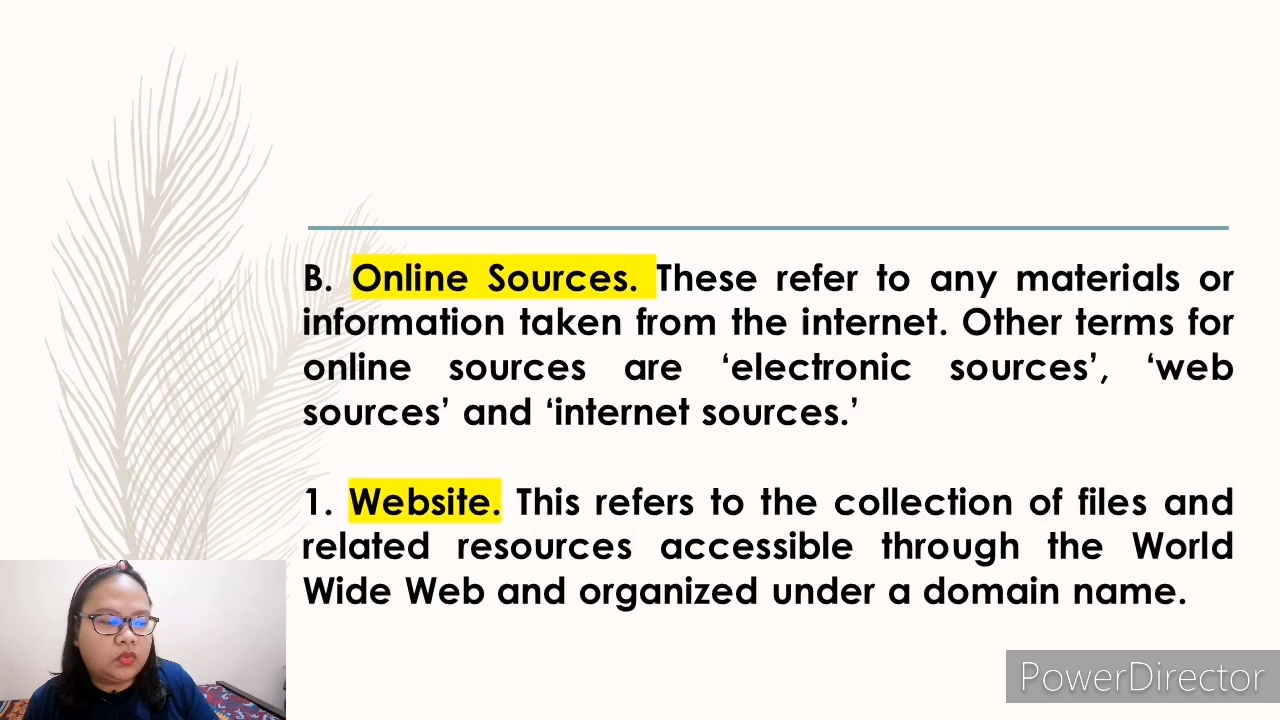 B. Online Sources. These refer to any materials or
information taken from the internet. Other terms for
online sources are ‘electronic sources’, ‘web
sources’ and ‘internet sources.’
1. Website. This refers to the collection of files and
related resources accessible through the World
Wide Web and organized under a domain name.
PowerDirector